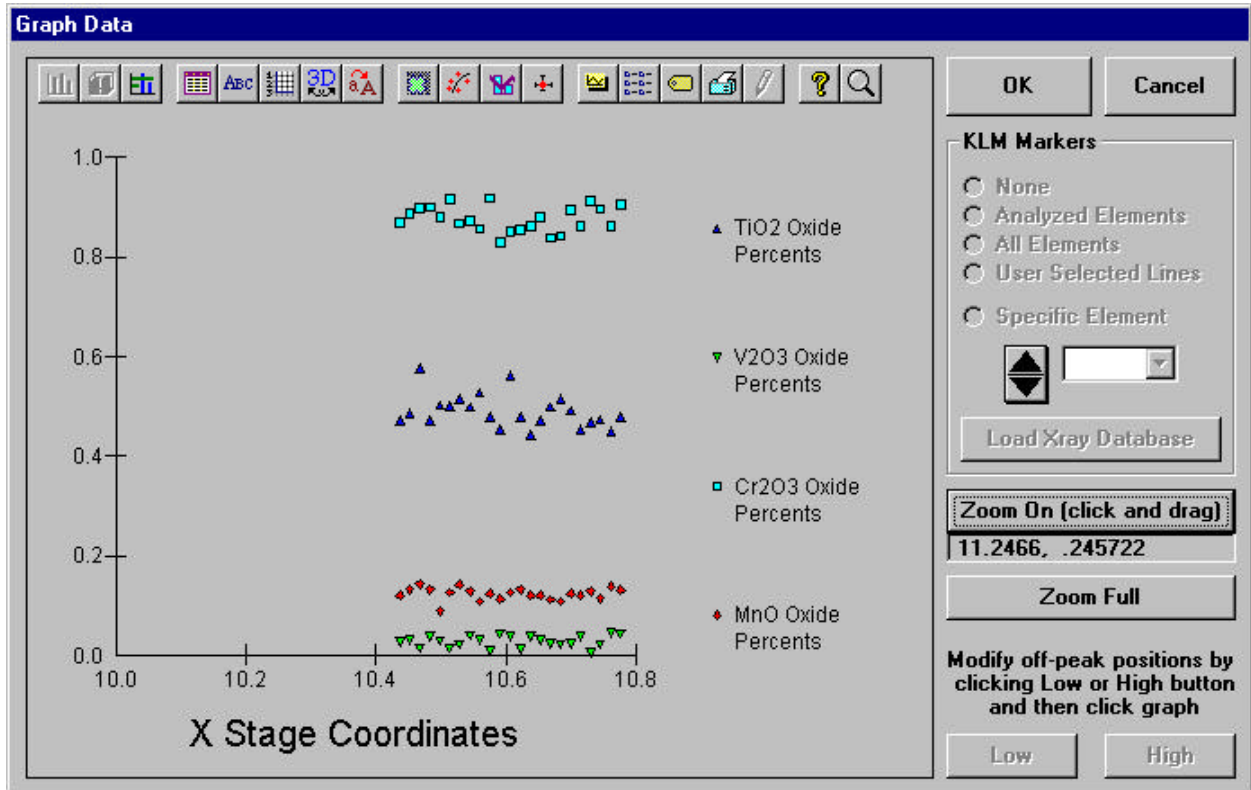 Graph Data
ABC
3D
aA
?
OK
Cancel
KLM Markers
None
Analyzed Elements
All Elements
User Selected Lines
Specific Element
Load Xray Database
Zoom On (click and drag)
11.2466, .245722
Zoom Full
Modify off-peak positions by
clicking Low or High button
and then click graph
Low
High
1.0
0.8
0.6
0.4
0.2
0.0
10.0
10.2
10.4
10.6
10.8
X Stage Coordinates
TiO2 Oxide
Percents
V2O3 Oxide
Percents
Cr2O3 Oxide
Percents
MnO Oxide
Percents